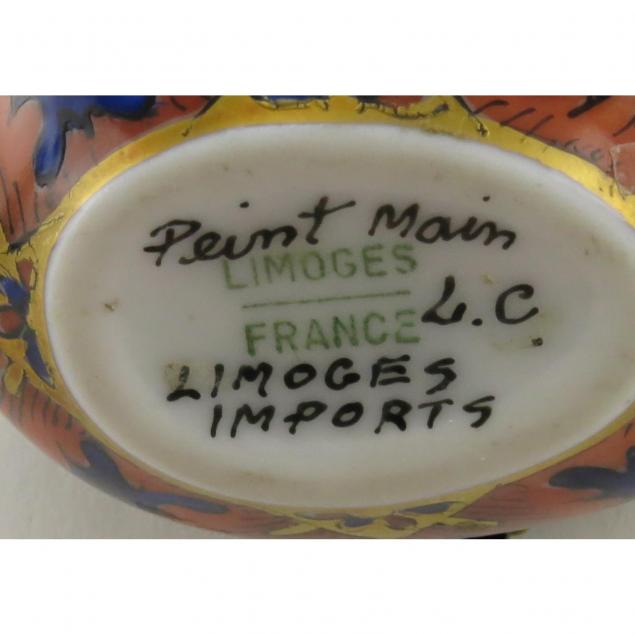 Peint Main
LIMOGES
FRANCE
L.C
LIMOGES
IMPORTS